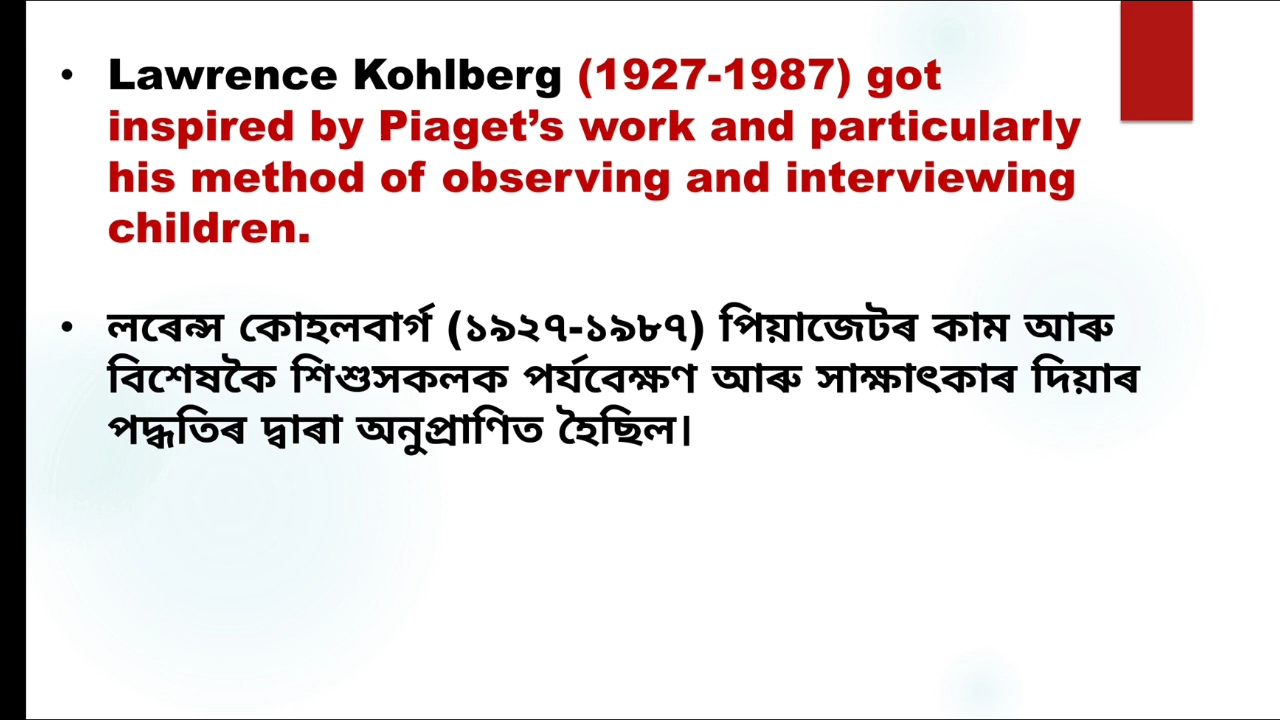 • Lawrence Kohlberg (1927-1987) got
inspired by Piaget’s work and particularly
his method of observing and interviewing
children.
• লৰেন্স কোহলবাৰ্গ (১৯২৭-১৯৮৭) পিয়াজেটৰ কাম আৰু
বিশেষকৈ শিশুসকলক পৰ্যবেক্ষণ আৰু সাক্ষাৎকাৰ দিয়াৰ
পদ্ধতিৰ দ্বাৰা অনুপ্ৰাণিত হৈছিল।